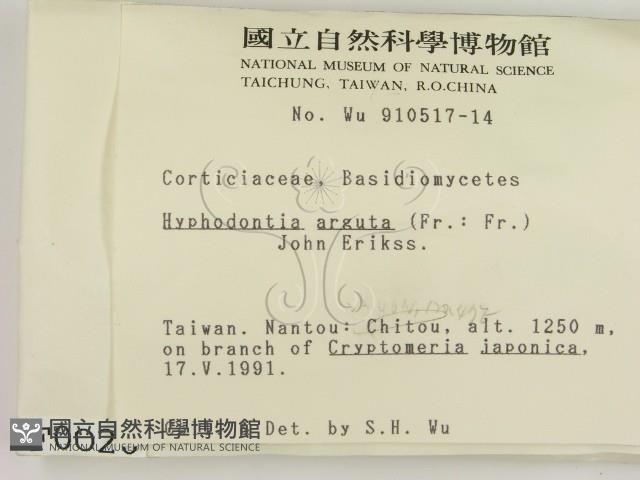 國立自然科學博物館
NATIONAL MUSEUM OF NATURAL SCIENCE
TAICHUNG, TAIWAN, R.O.CHINA
No. Wu 910517-14
Corticiaceae, Basidiomycetes
Hyphodontia arguta (Fr.: Fr.)
John Erikss.
Taiwan. Nantou: Chitou, alt. 1250 m,
on branch of Cryptomeria japonica,
17.V.1991.
Det. by S.H. Wu
國立自然科學博物館
NATIONAL MUSEUM OF NATURAL SCIENCE